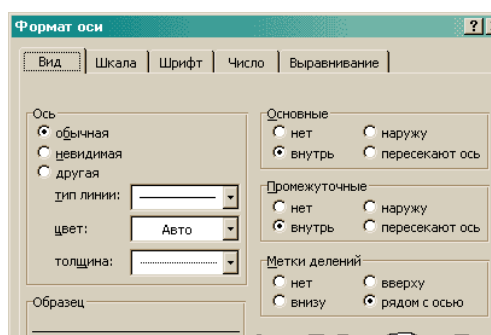 Формат оси
Вид Шкала Шрифт Число Выравнивание
Ось
обычная
невидимая
другая
тип линии:
цвет: Авто
толщина:
Образец
Основные
нет наружу
внутрь пересекают ось
Промежуточные
нет наружу
внутрь пересекают ось
Метки делений
нет вверху
внизу рядом с осью